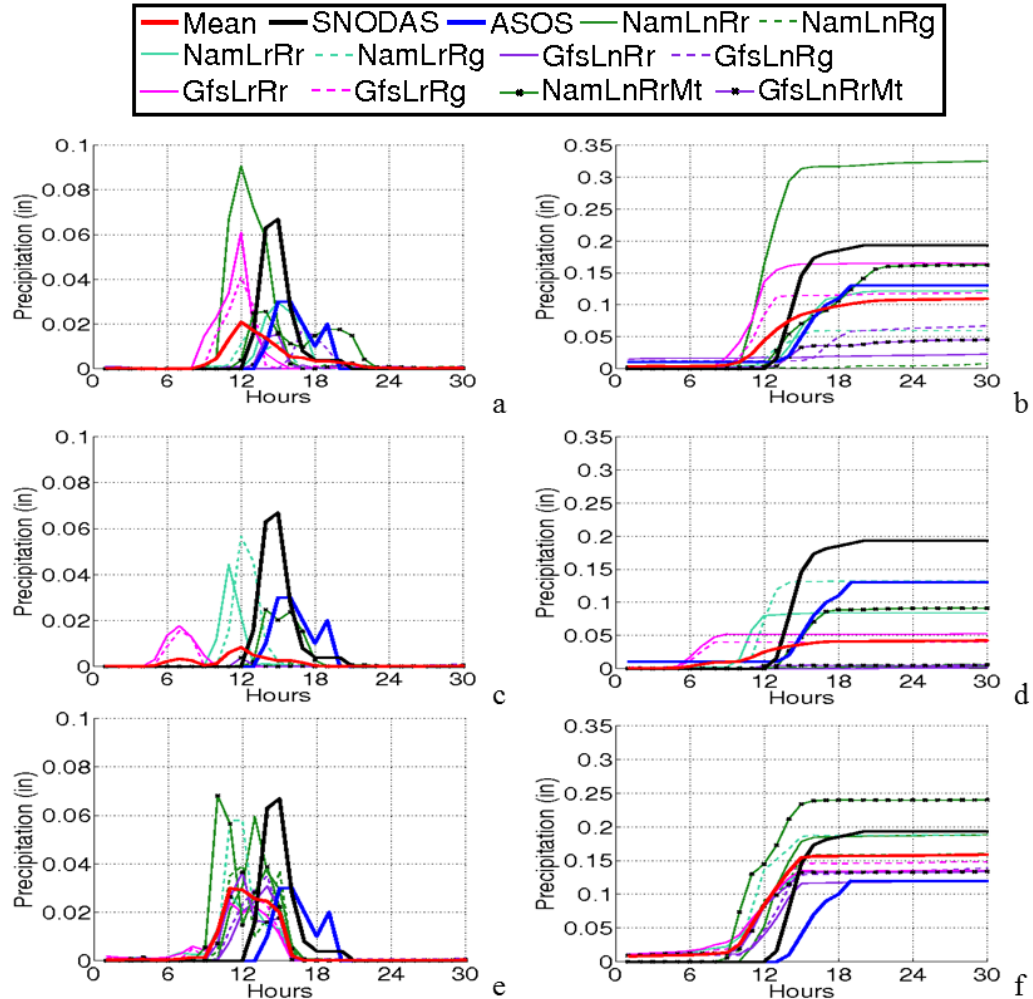 Mean SNODAS ASOS NamLnRr NamLnRg
NamLrRr NamLrRg GfsLnRr GfsLnRg
GfsLrRr GfsLrRg NamLnRrMt GfsLnRrMt
Precipitation (in)
0.1
0.08
0.06
0.04
0.02
0
0 6 12 18 24 30
Hours
a
Precipitation (in)
0.35
0.3
0.25
0.2
0.15
0.1
0.05
0
0 6 12 18 24 30
Hours
b
Precipitation (in)
0.1
0.08
0.06
0.04
0.02
0
0 6 12 18 24 30
Hours
c
Precipitation (in)
0.35
0.3
0.25
0.2
0.15
0.1
0.05
0
0 6 12 18 24 30
Hours
d
Precipitation (in)
0.1
0.08
0.06
0.04
0.02
0
0 6 12 18 24 30
Hours
e
Precipitation (in)
0.35
0.3
0.25
0.2
0.15
0.1
0.05
0
0 6 12 18 24 30
Hours
f